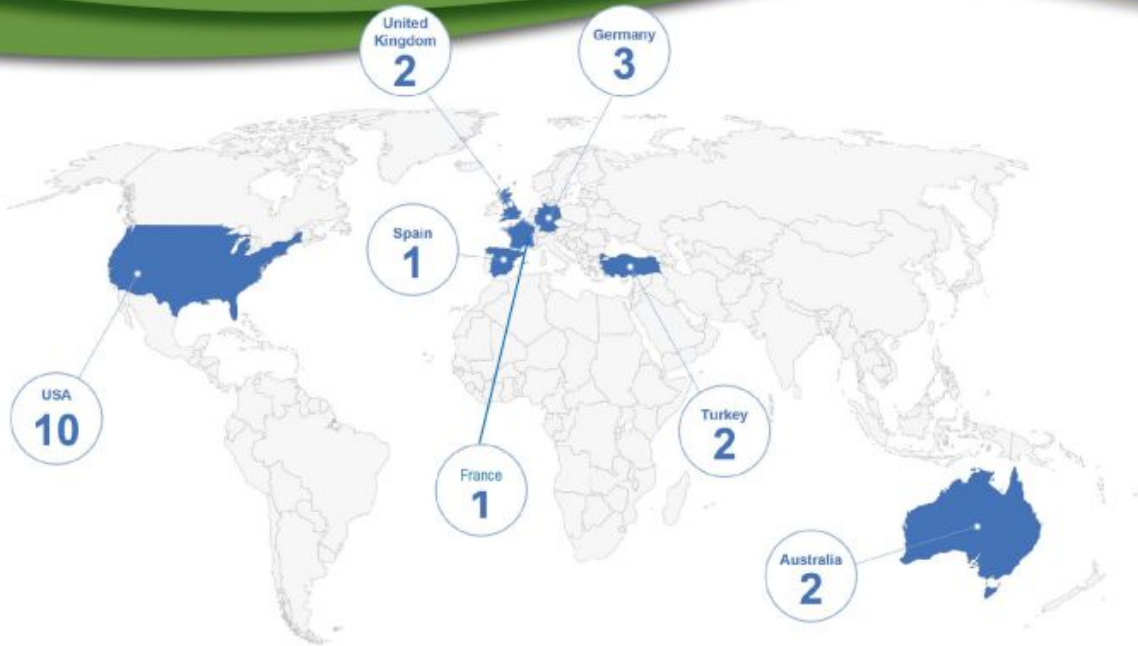 United
Kingdom
2
Germany
3
Spain
1
USA
10
Turkey
2
France
1
Australia
2